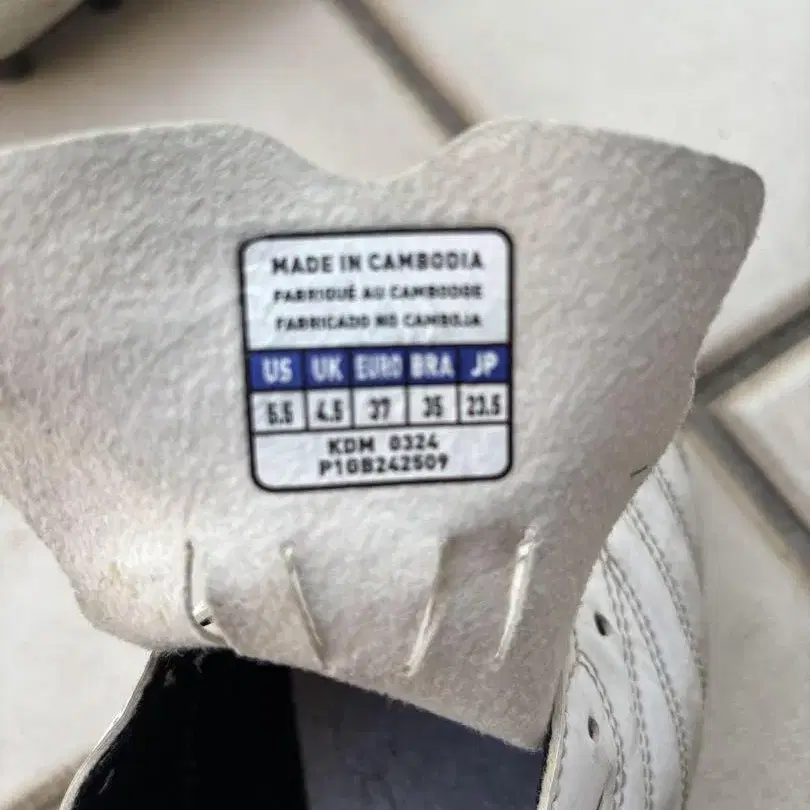 MADE IN CAMBODIA
FABRIQUÉ AU CAMBODGE
FABRICADO NO CAMBOJA
US UK EURO BRA JP
5.5 4.5 37 35 23.5
KDM 0324
P1GB242509